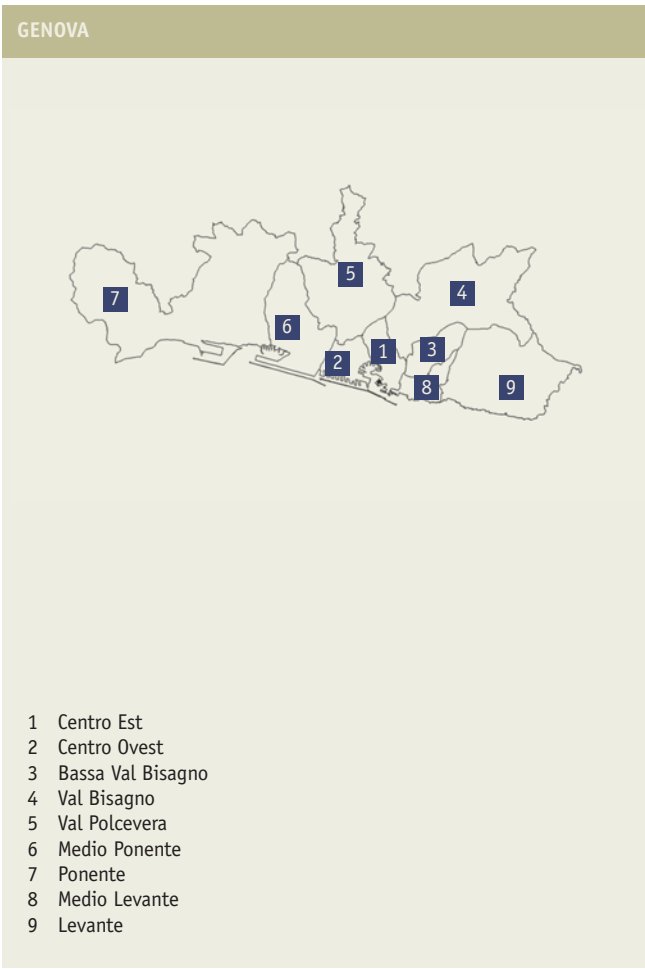 GENOVA
5
4
7
6
1
3
2
8
9
1 Centro Est
2 Centro Ovest
3 Bassa Val Bisagno
4 Val Bisagno
5 Val Polcevera
6 Medio Ponente
7 Ponente
8 Medio Levante
9 Levante